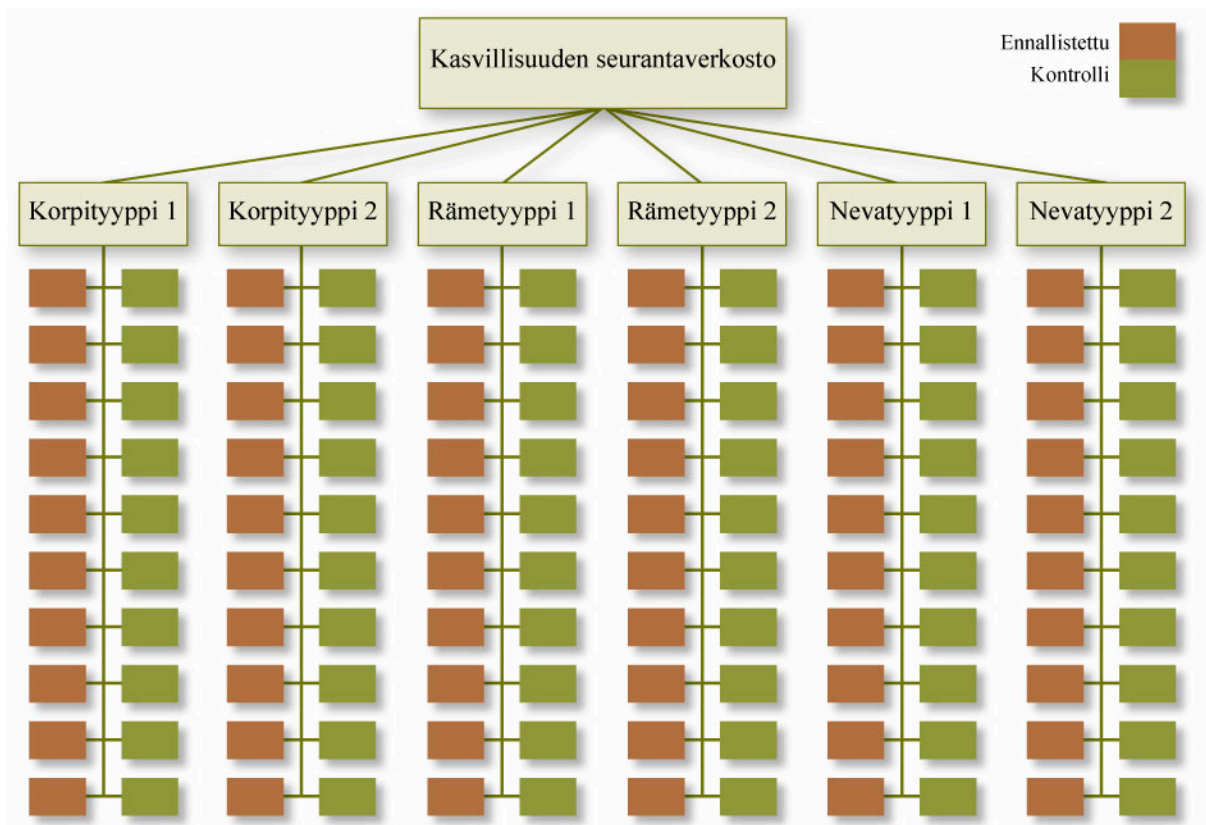 Kasvillisuuden seurantaverkosto
Ennallistettu
Kontrolli
Korpityyppi 1
Korpityyppi 2
Rämetyyppi 1
Rämetyyppi 2
Nevatyyppi 1
Nevatyyppi 2